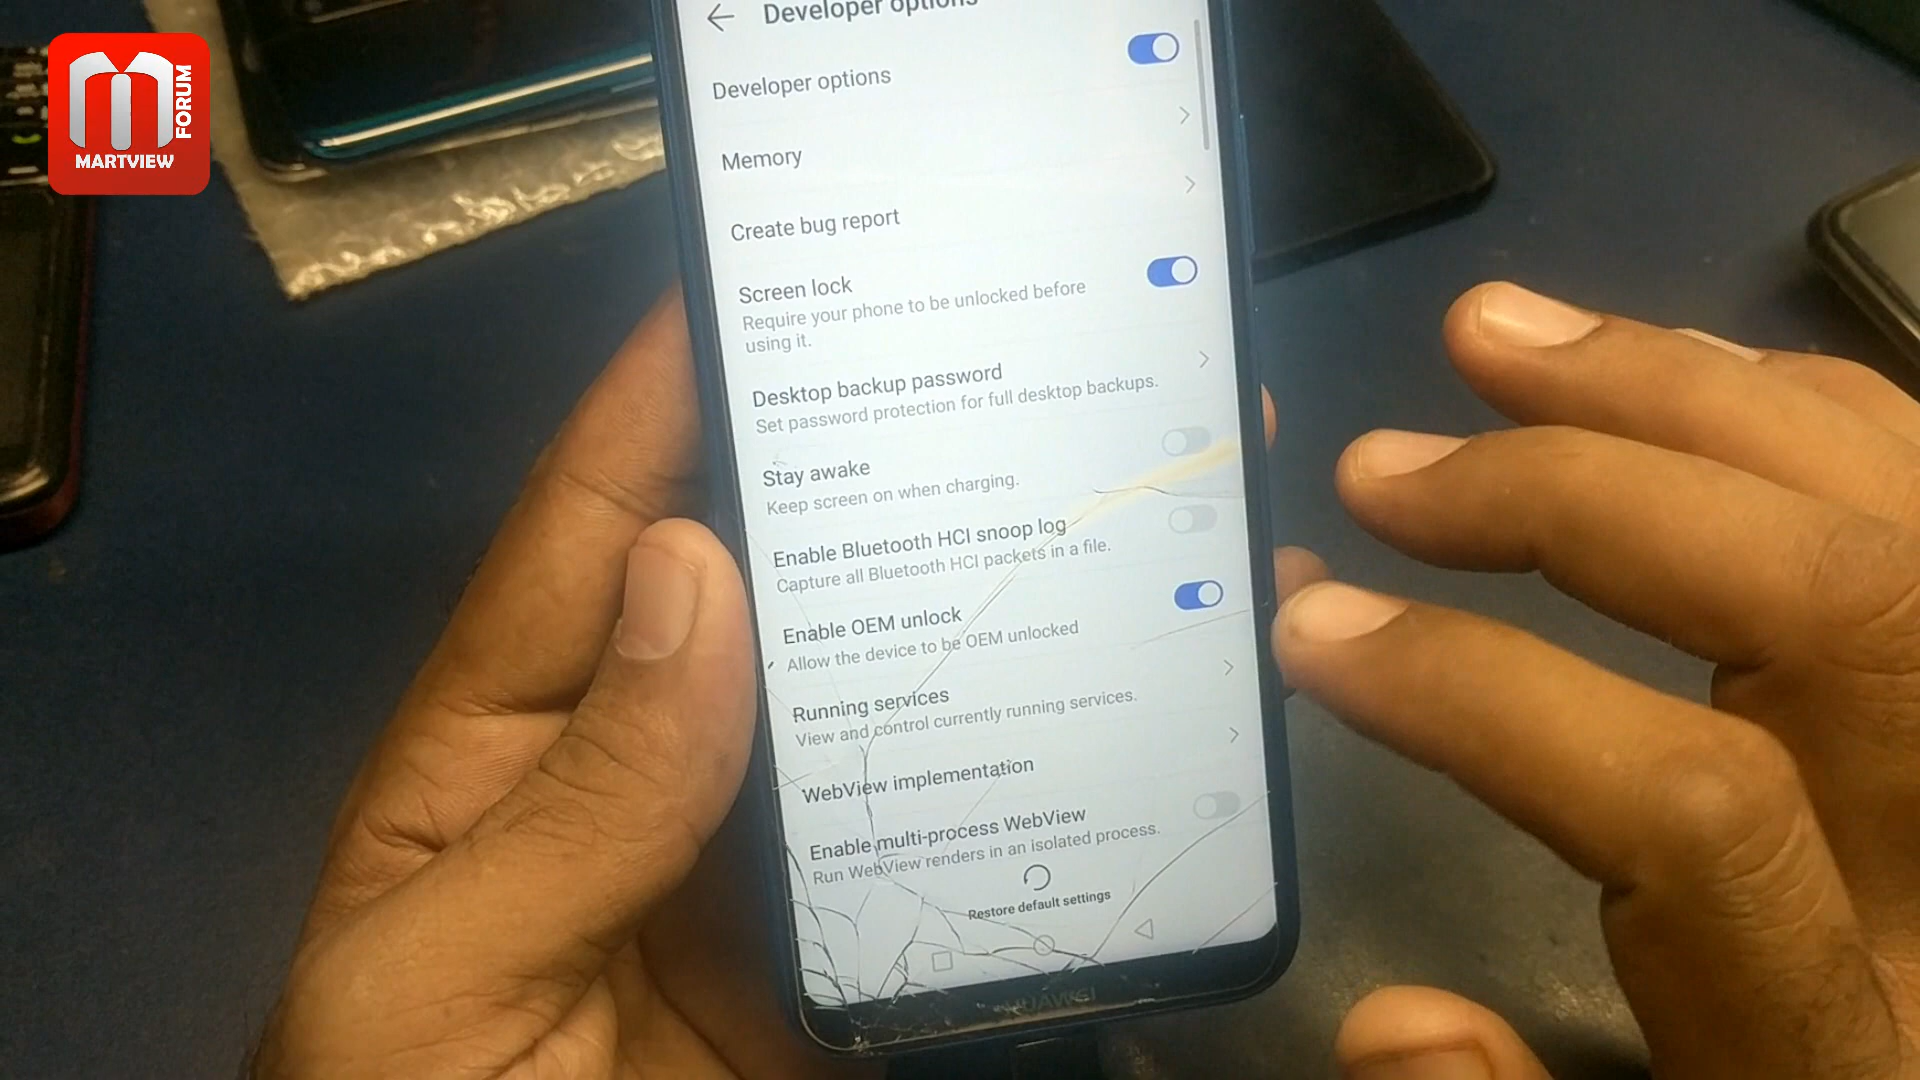 FORUM
MARTVIEW
Developer options
Developer options
Memory
Create bug report
Screen lock
Require your phone to be unlocked before
using it.
Desktop backup password
Set password protection for full desktop backups.
Stay awake
Keep screen on when charging.
Enable Bluetooth HCI snoop log
Capture all Bluetooth HCI packets in a file.
Enable OEM unlock
Allow the device to be OEM unlocked
Running services
View and control currently running services.
WebView implementation
Enable multi-process WebView
Run WebView renders in an isolated process.
Restore default settings
HUAWEI